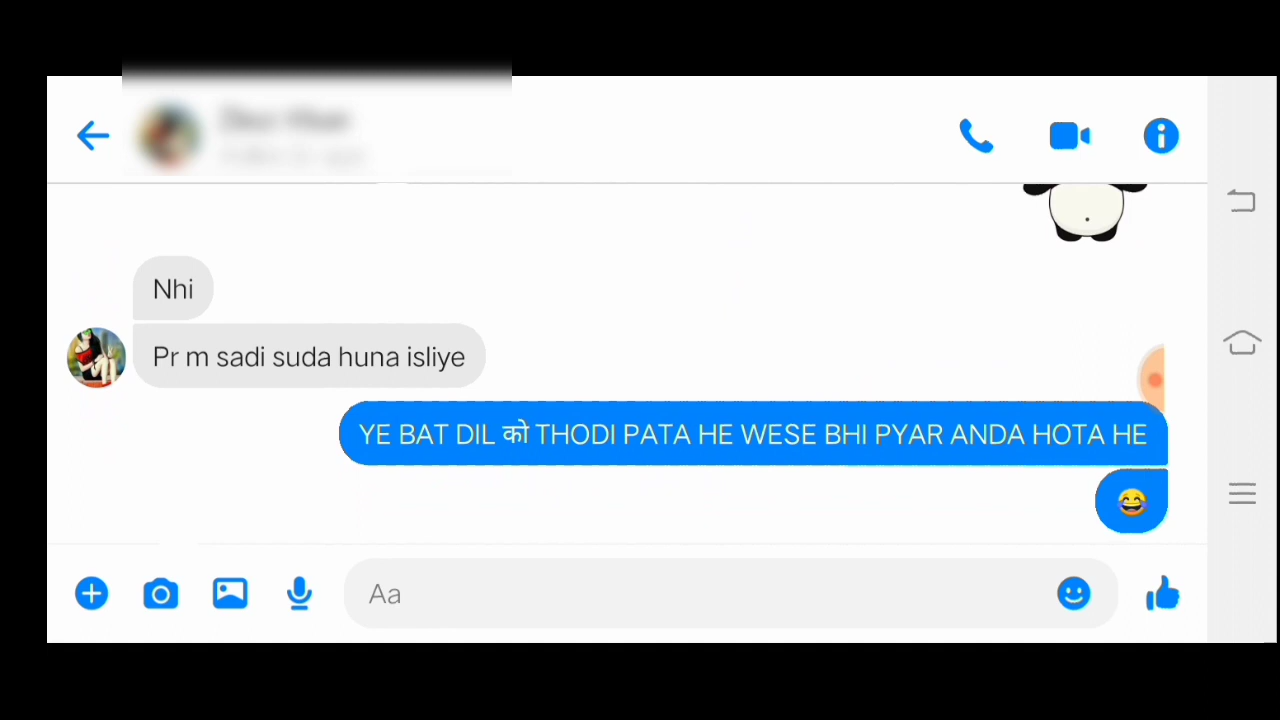 Nhi
Pr m sadi suda huna isliye
YE BAT DIL को THODI PATA HE WESE BHI PYAR ANDA HOTA HE
😂
Aa